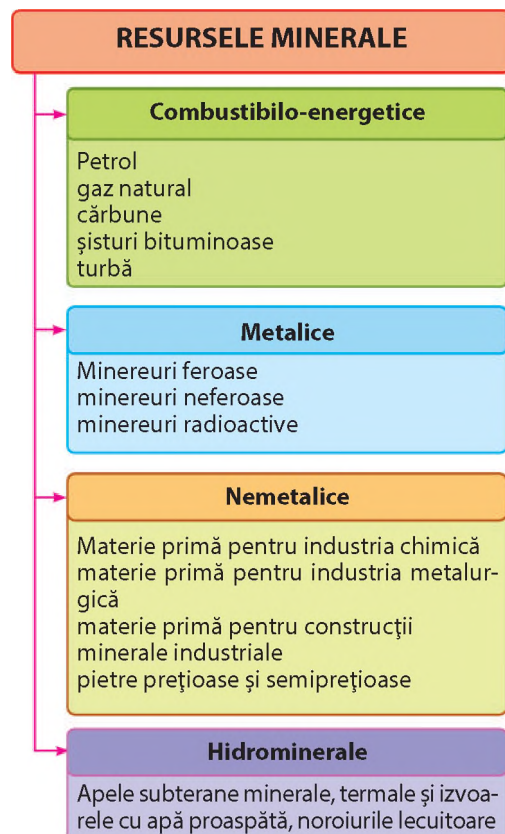 RESURSELE MINERALE
Combustibilo-energetice
Petrol
gaz natural
cărbune
şisturi bituminoase
turbă
Metalice
Minereuri feroase
minereuri neferoase
minereuri radioactive
Nemetalice
Materie primă pentru industria chimică
materie primă pentru industria metalur-
gică
materie primă pentru construcţii
minerale industriale
pietre preţioase şi semipreţioase
Hidrominerale
Apele subterane minerale, termale şi izvoa-
rele cu apă proaspătă, noroiurile lecuitoare